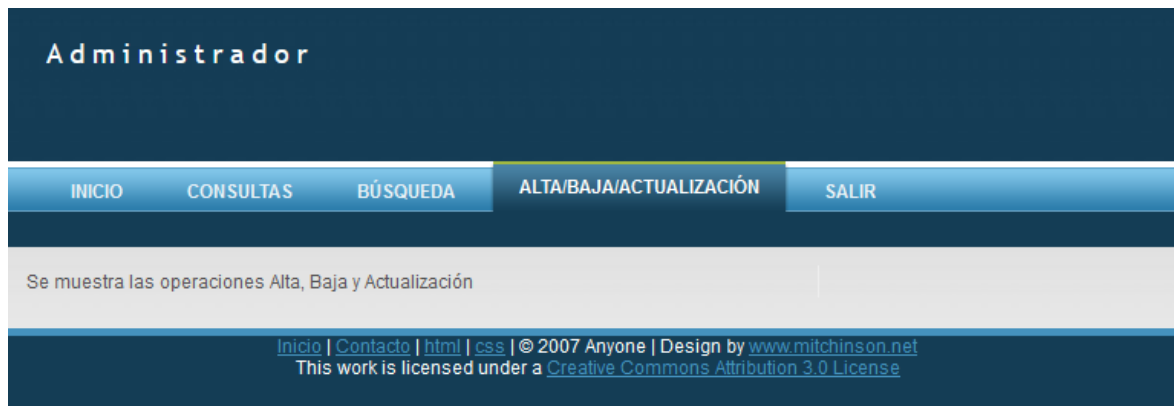 Administrador
INICIO CONSULTAS BÚSQUEDA ALTA/BAJA/ACTUALIZACIÓN SALIR
Se muestra las operaciones Alta, Baja y Actualización
Inicio | Contacto | html | css | © 2007 Anyone | Design by www.mitchinson.net
This work is licensed under a Creative Commons Attribution 3.0 License